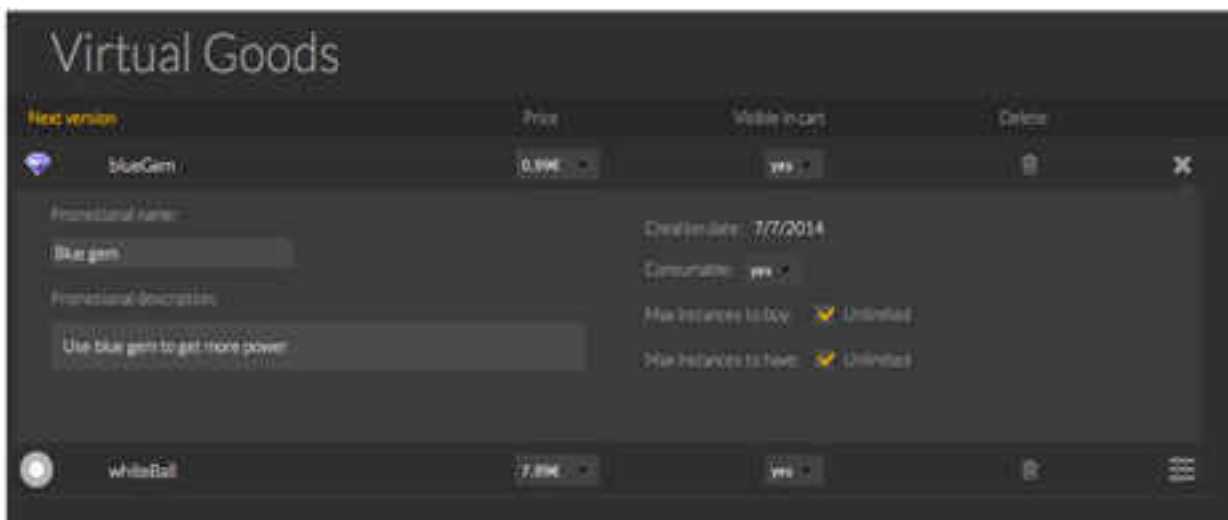 Virtual Goods
Next version Price Visible in cart Delete
blueGem 0.99€ yes
Promotional name:
Blue gem
Promotional description:
Use blue gem to get more power
Creation date: 7/7/2014
Consumable: yes
Max instances to buy: Unlimited
Max instances to have: Unlimited
whiteBall 7.89€ yes